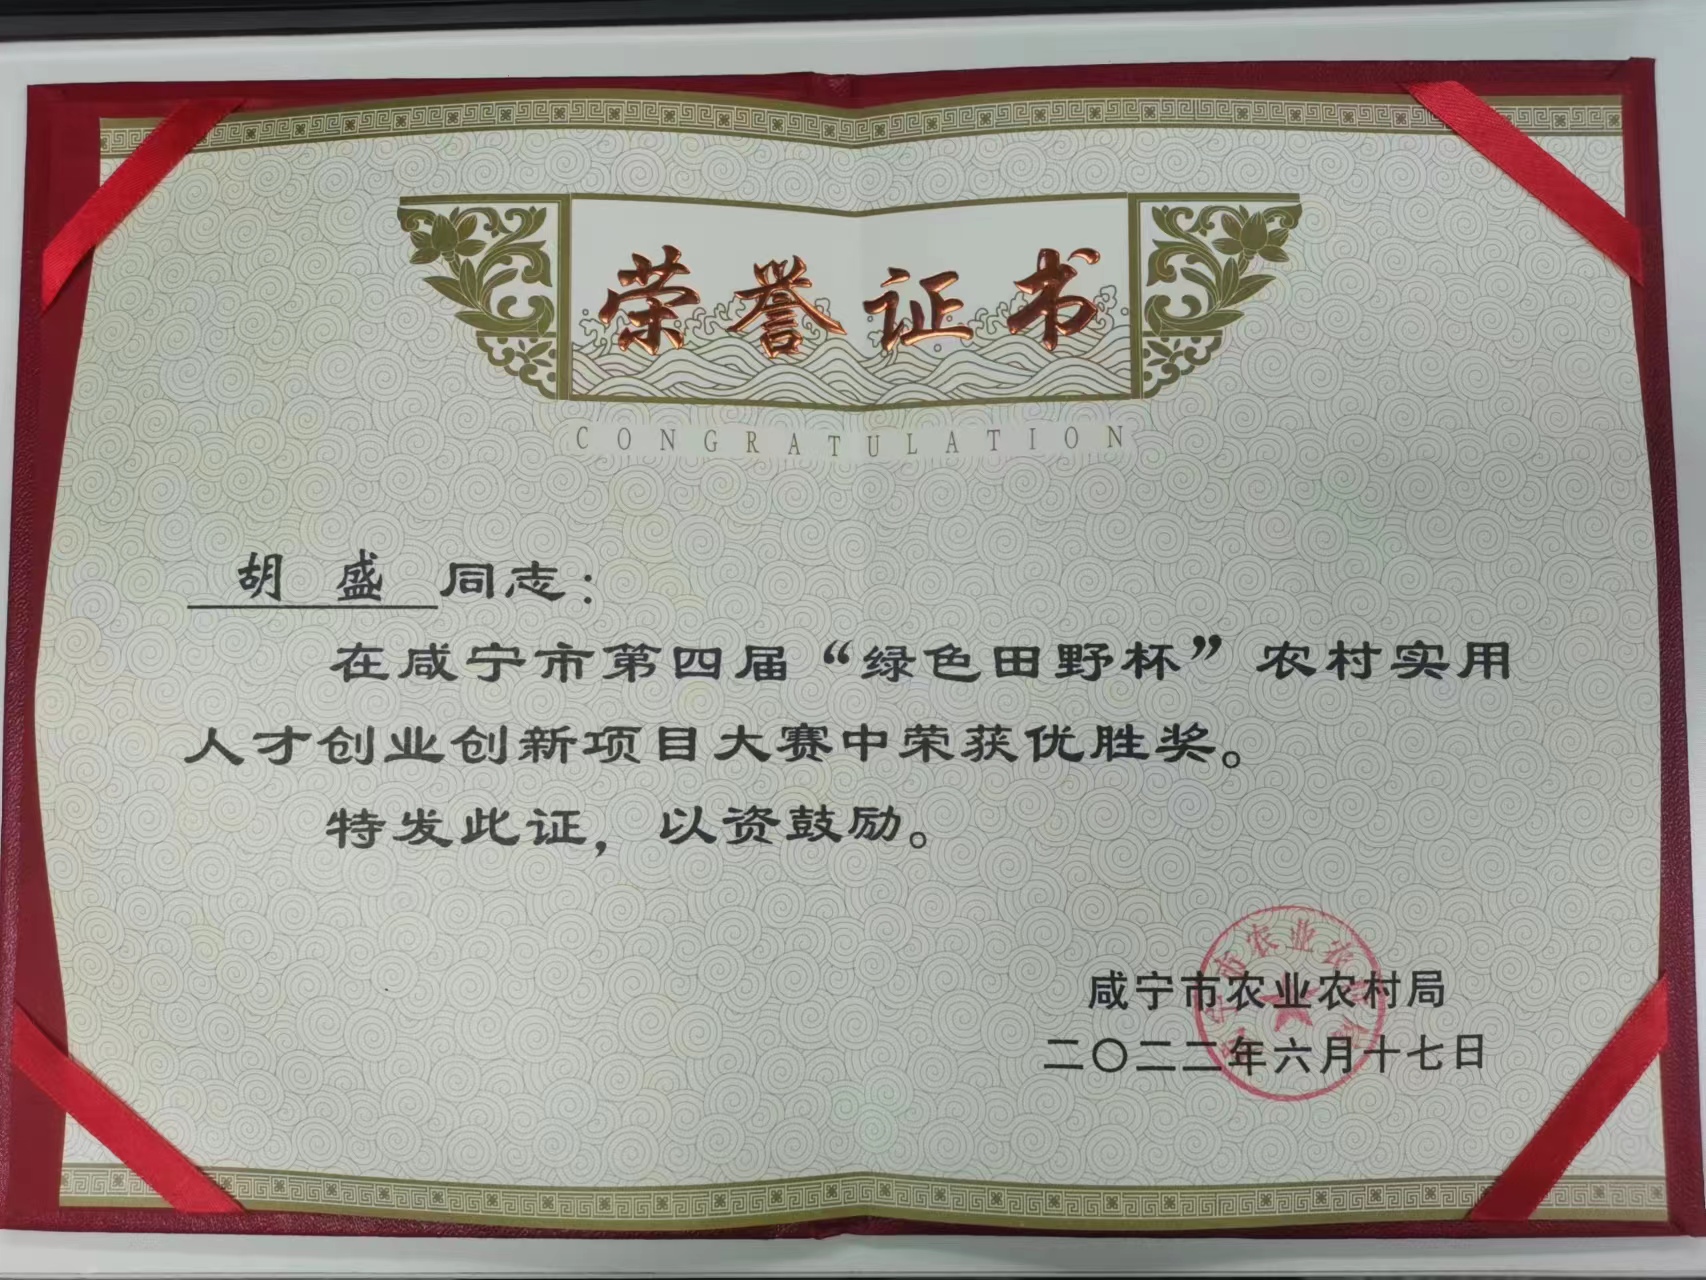 荣誉证书
CONGRATULATION
胡 盛 同志：
在咸宁市第四届“绿色田野杯”农村实用
人才创业创新项目大赛中荣获优胜奖。
特发此证，以资鼓励。
咸宁市农业农村局
二〇二二年六月十七日